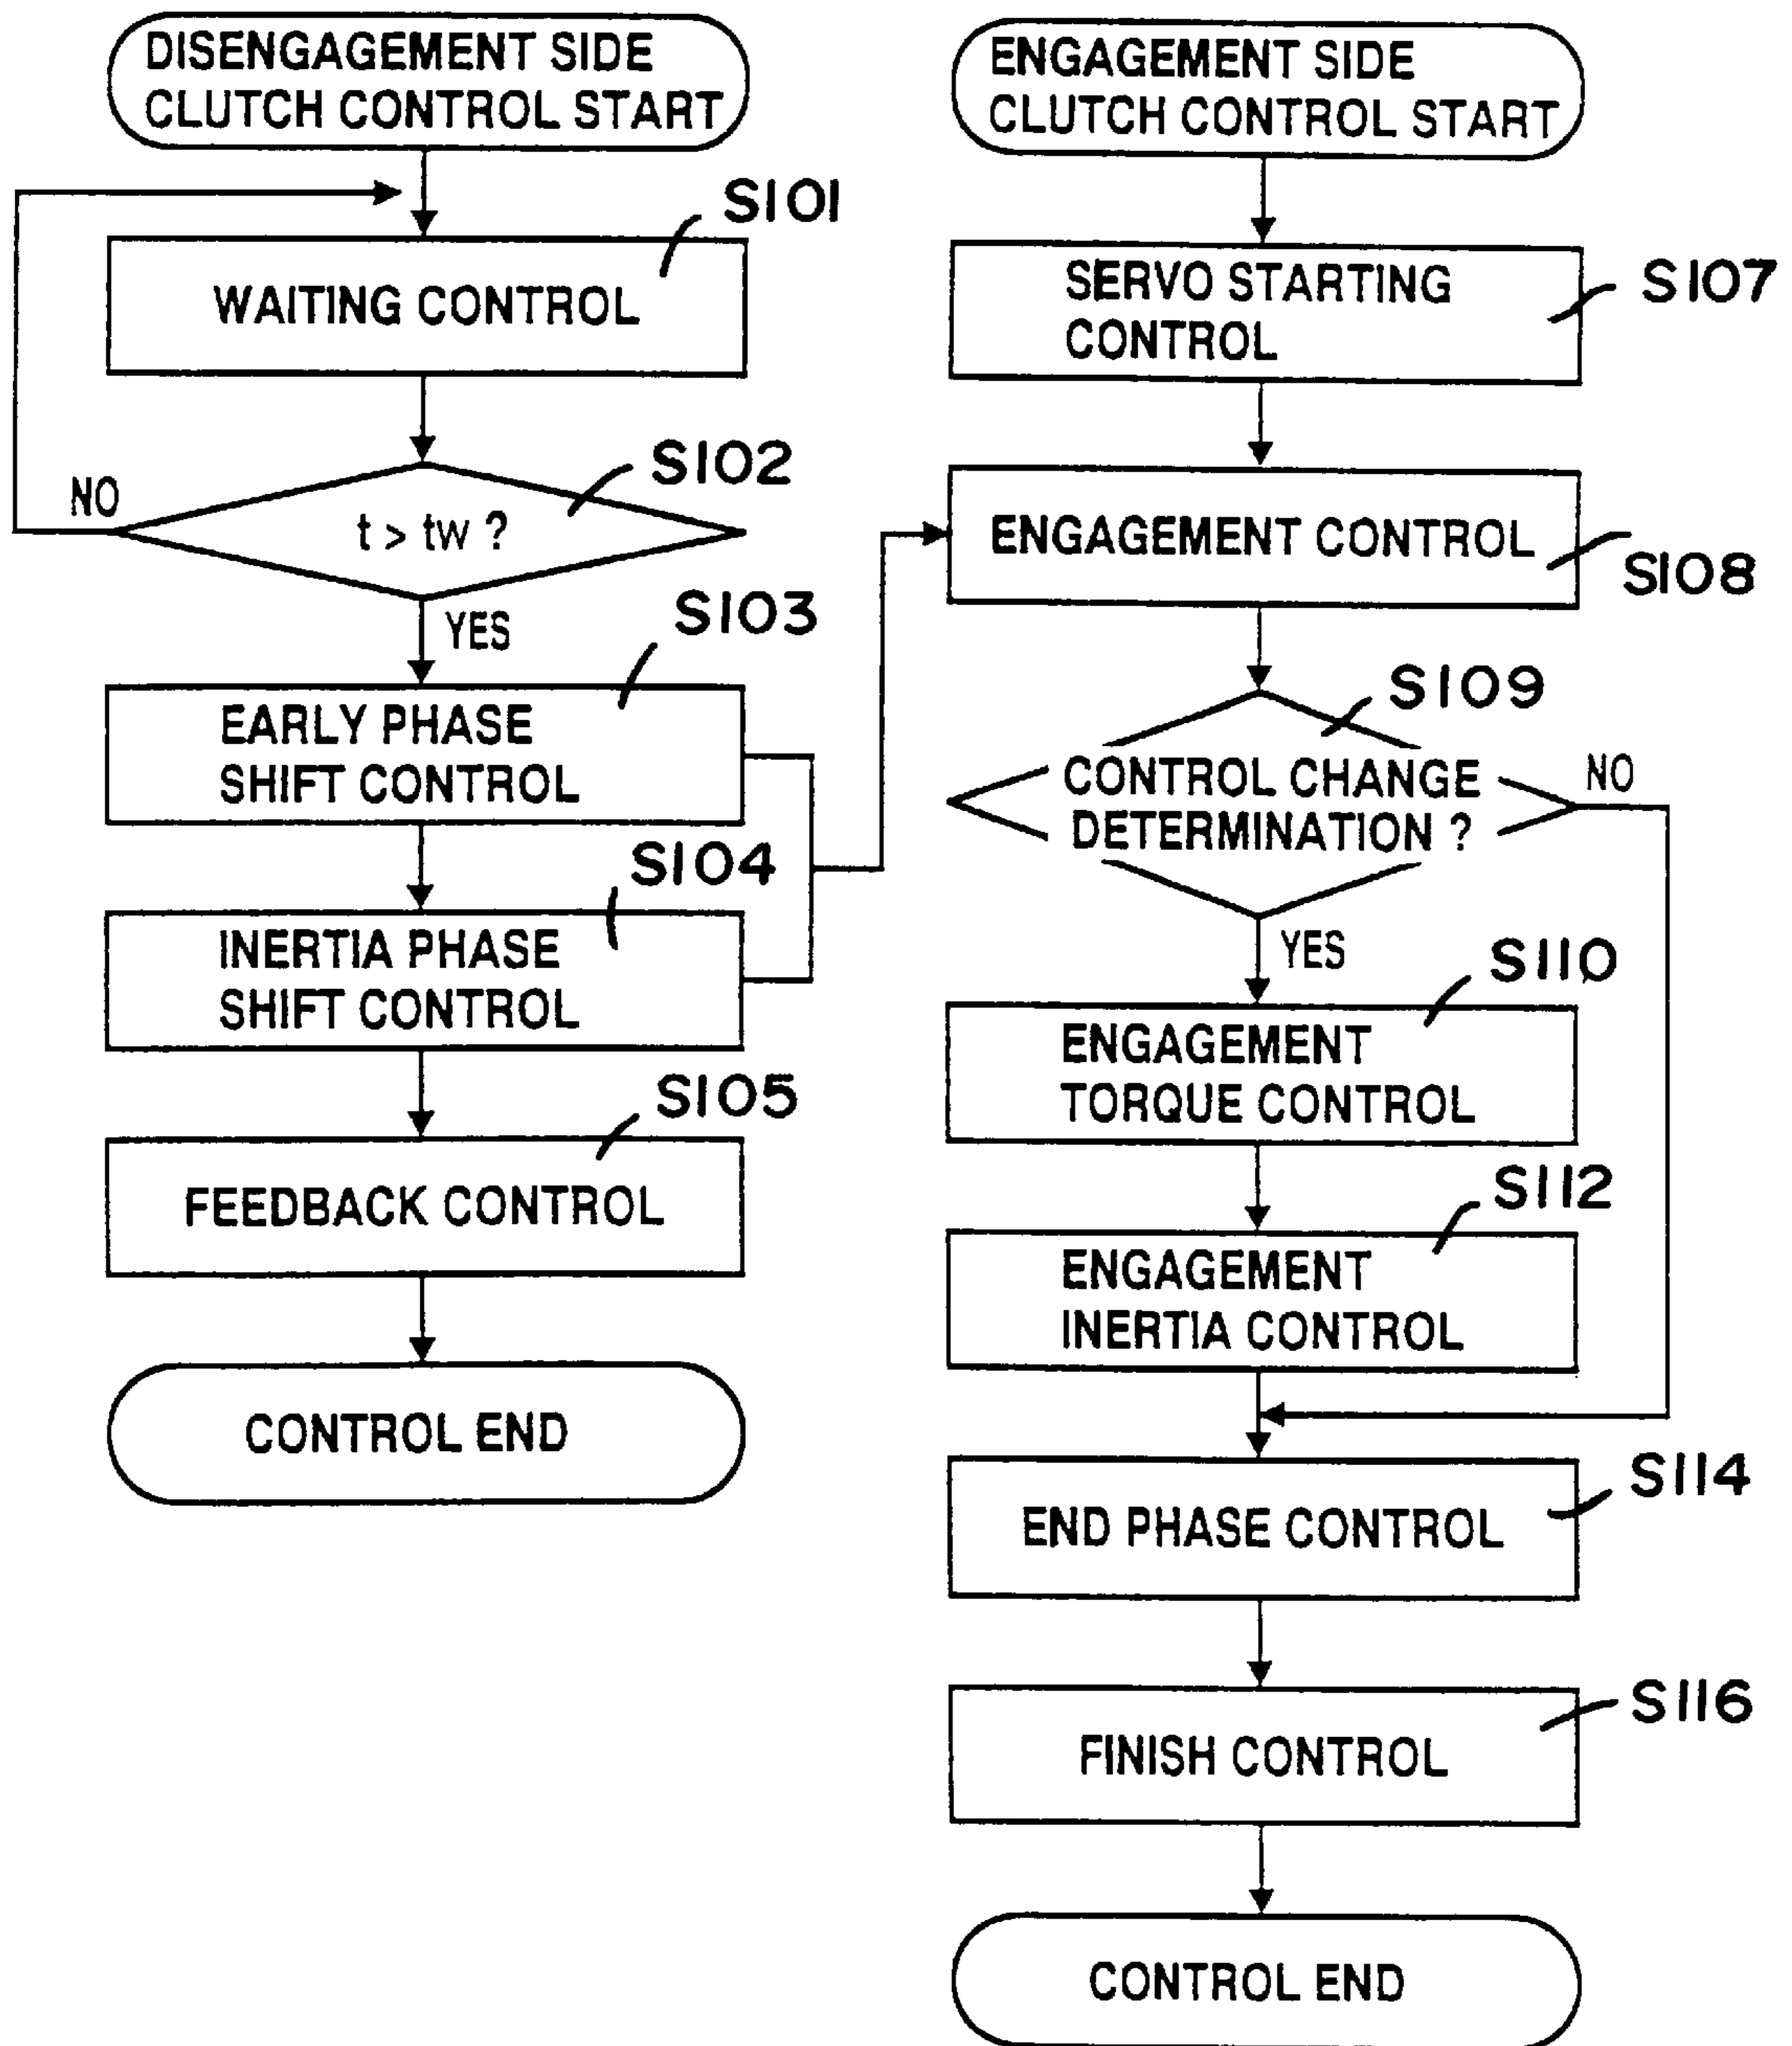 DISENGAGEMENT SIDE
CLUTCH CONTROL START
S101
WAITING CONTROL
S102
NO
t > tw ?
YES
S103
EARLY PHASE
SHIFT CONTROL
S104
INERTIA PHASE
SHIFT CONTROL
S105
FEEDBACK CONTROL
CONTROL END
ENGAGEMENT SIDE
CLUTCH CONTROL START
SERVO STARTING
CONTROL
S107
ENGAGEMENT CONTROL
S108
S109
CONTROL CHANGE
DETERMINATION ?
NO
YES
S110
ENGAGEMENT
TORQUE CONTROL
S112
ENGAGEMENT
INERTIA CONTROL
S114
END PHASE CONTROL
S116
FINISH CONTROL
CONTROL END